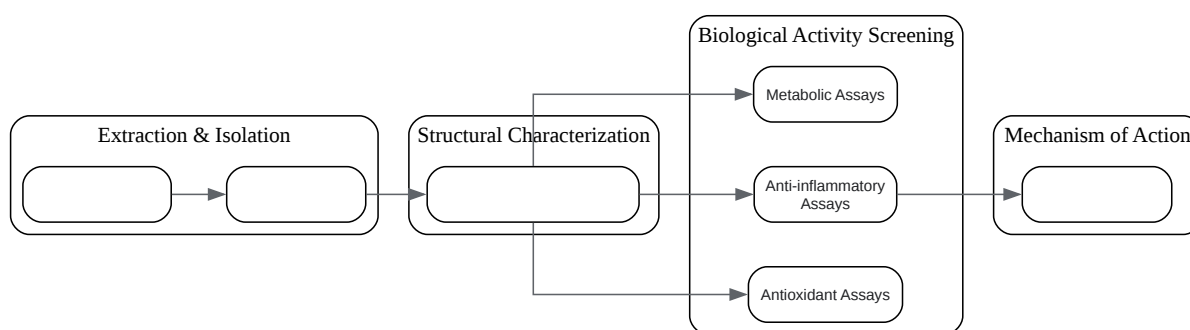 Biological Activity Screening
Metabolic Assays
Extraction & Isolation
Structural Characterization
Mechanism of Action
Anti-inflammatory
Assays
Antioxidant Assays